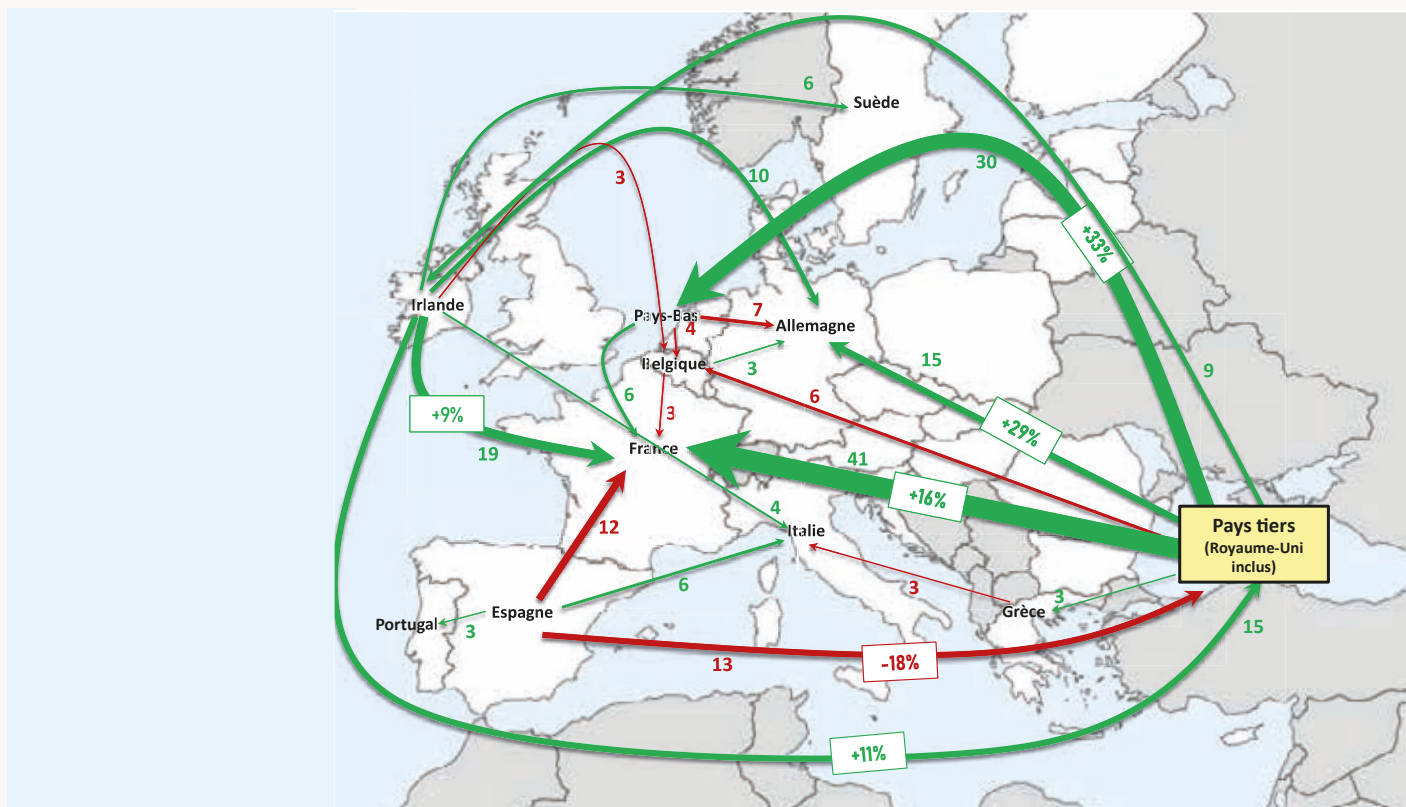 6
Suède
30
3
10
+33%
Irlande
Pays-Bas
7
4
Allemagne
Belgique
3
15
9
6
6
+9%
3
+29%
19
France
41
+16%
4
12
Italie
Pays tiers
(Royaume-Uni
inclus)
6
3
3
Espagne
Grèce
Portugal
3
15
13
-18%
+11%